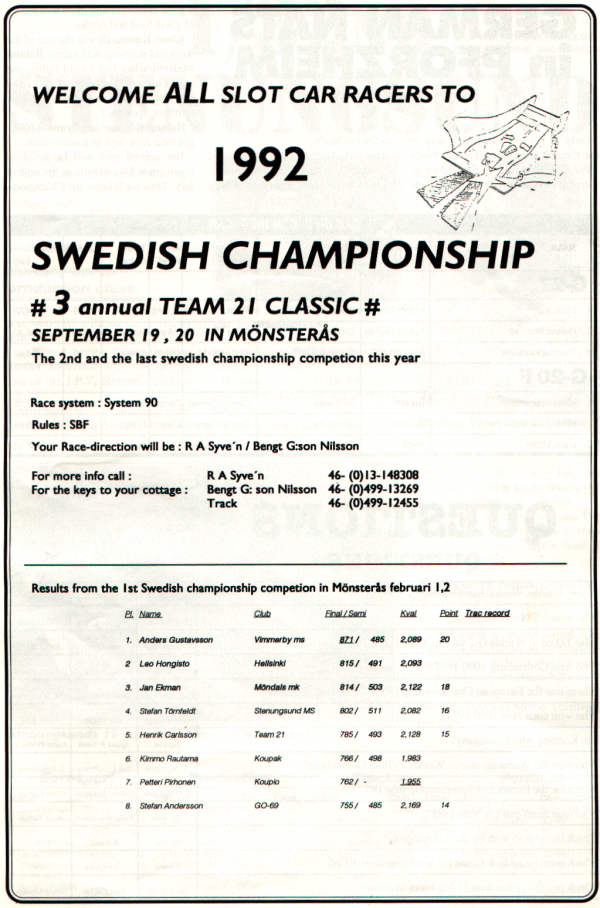 WELCOME ALL SLOT CAR RACERS TO
1992
SWEDISH CHAMPIONSHIP
# 3 annual TEAM 21 CLASSIC #
SEPTEMBER 19, 20 IN MÖNSTERÅS
The 2nd and the last swedish championship competion this year
Race system : System 90
Rules : SBF
Your Race-direction will be : R A Syve´n / Bengt G:son Nilsson
For more info call : R A Syve´n 46- (0)13-148308
For the keys to your cottage : Bengt G: son Nilsson 46- (0)499-13269
Track 46- (0)499-12455
Results from the 1st Swedish championship competion in Mönsterås februari 1,2
Pl. Name Club Final / Semi Kval Point Trac record
1. Anders Gustavsson Vimmerby ms 871 / 485 2,089 20
2 Leo Hongisto Hellsinki 815 / 491 2,093
3. Jan Ekman Möndals mk 814 / 503 2,122 18
4. Stefan Törnfeldt Stenungsund MS 802 / 511 2,082 16
5. Henrik Carlsson Team 21 785 / 493 2,128 15
6. Kimmo Rautama Koupak 766 / 498 1,983
7. Petteri Pirhonen Koupio 762 / - 1,955
8. Stefan Andersson GO-69 755 / 485 2,169 14